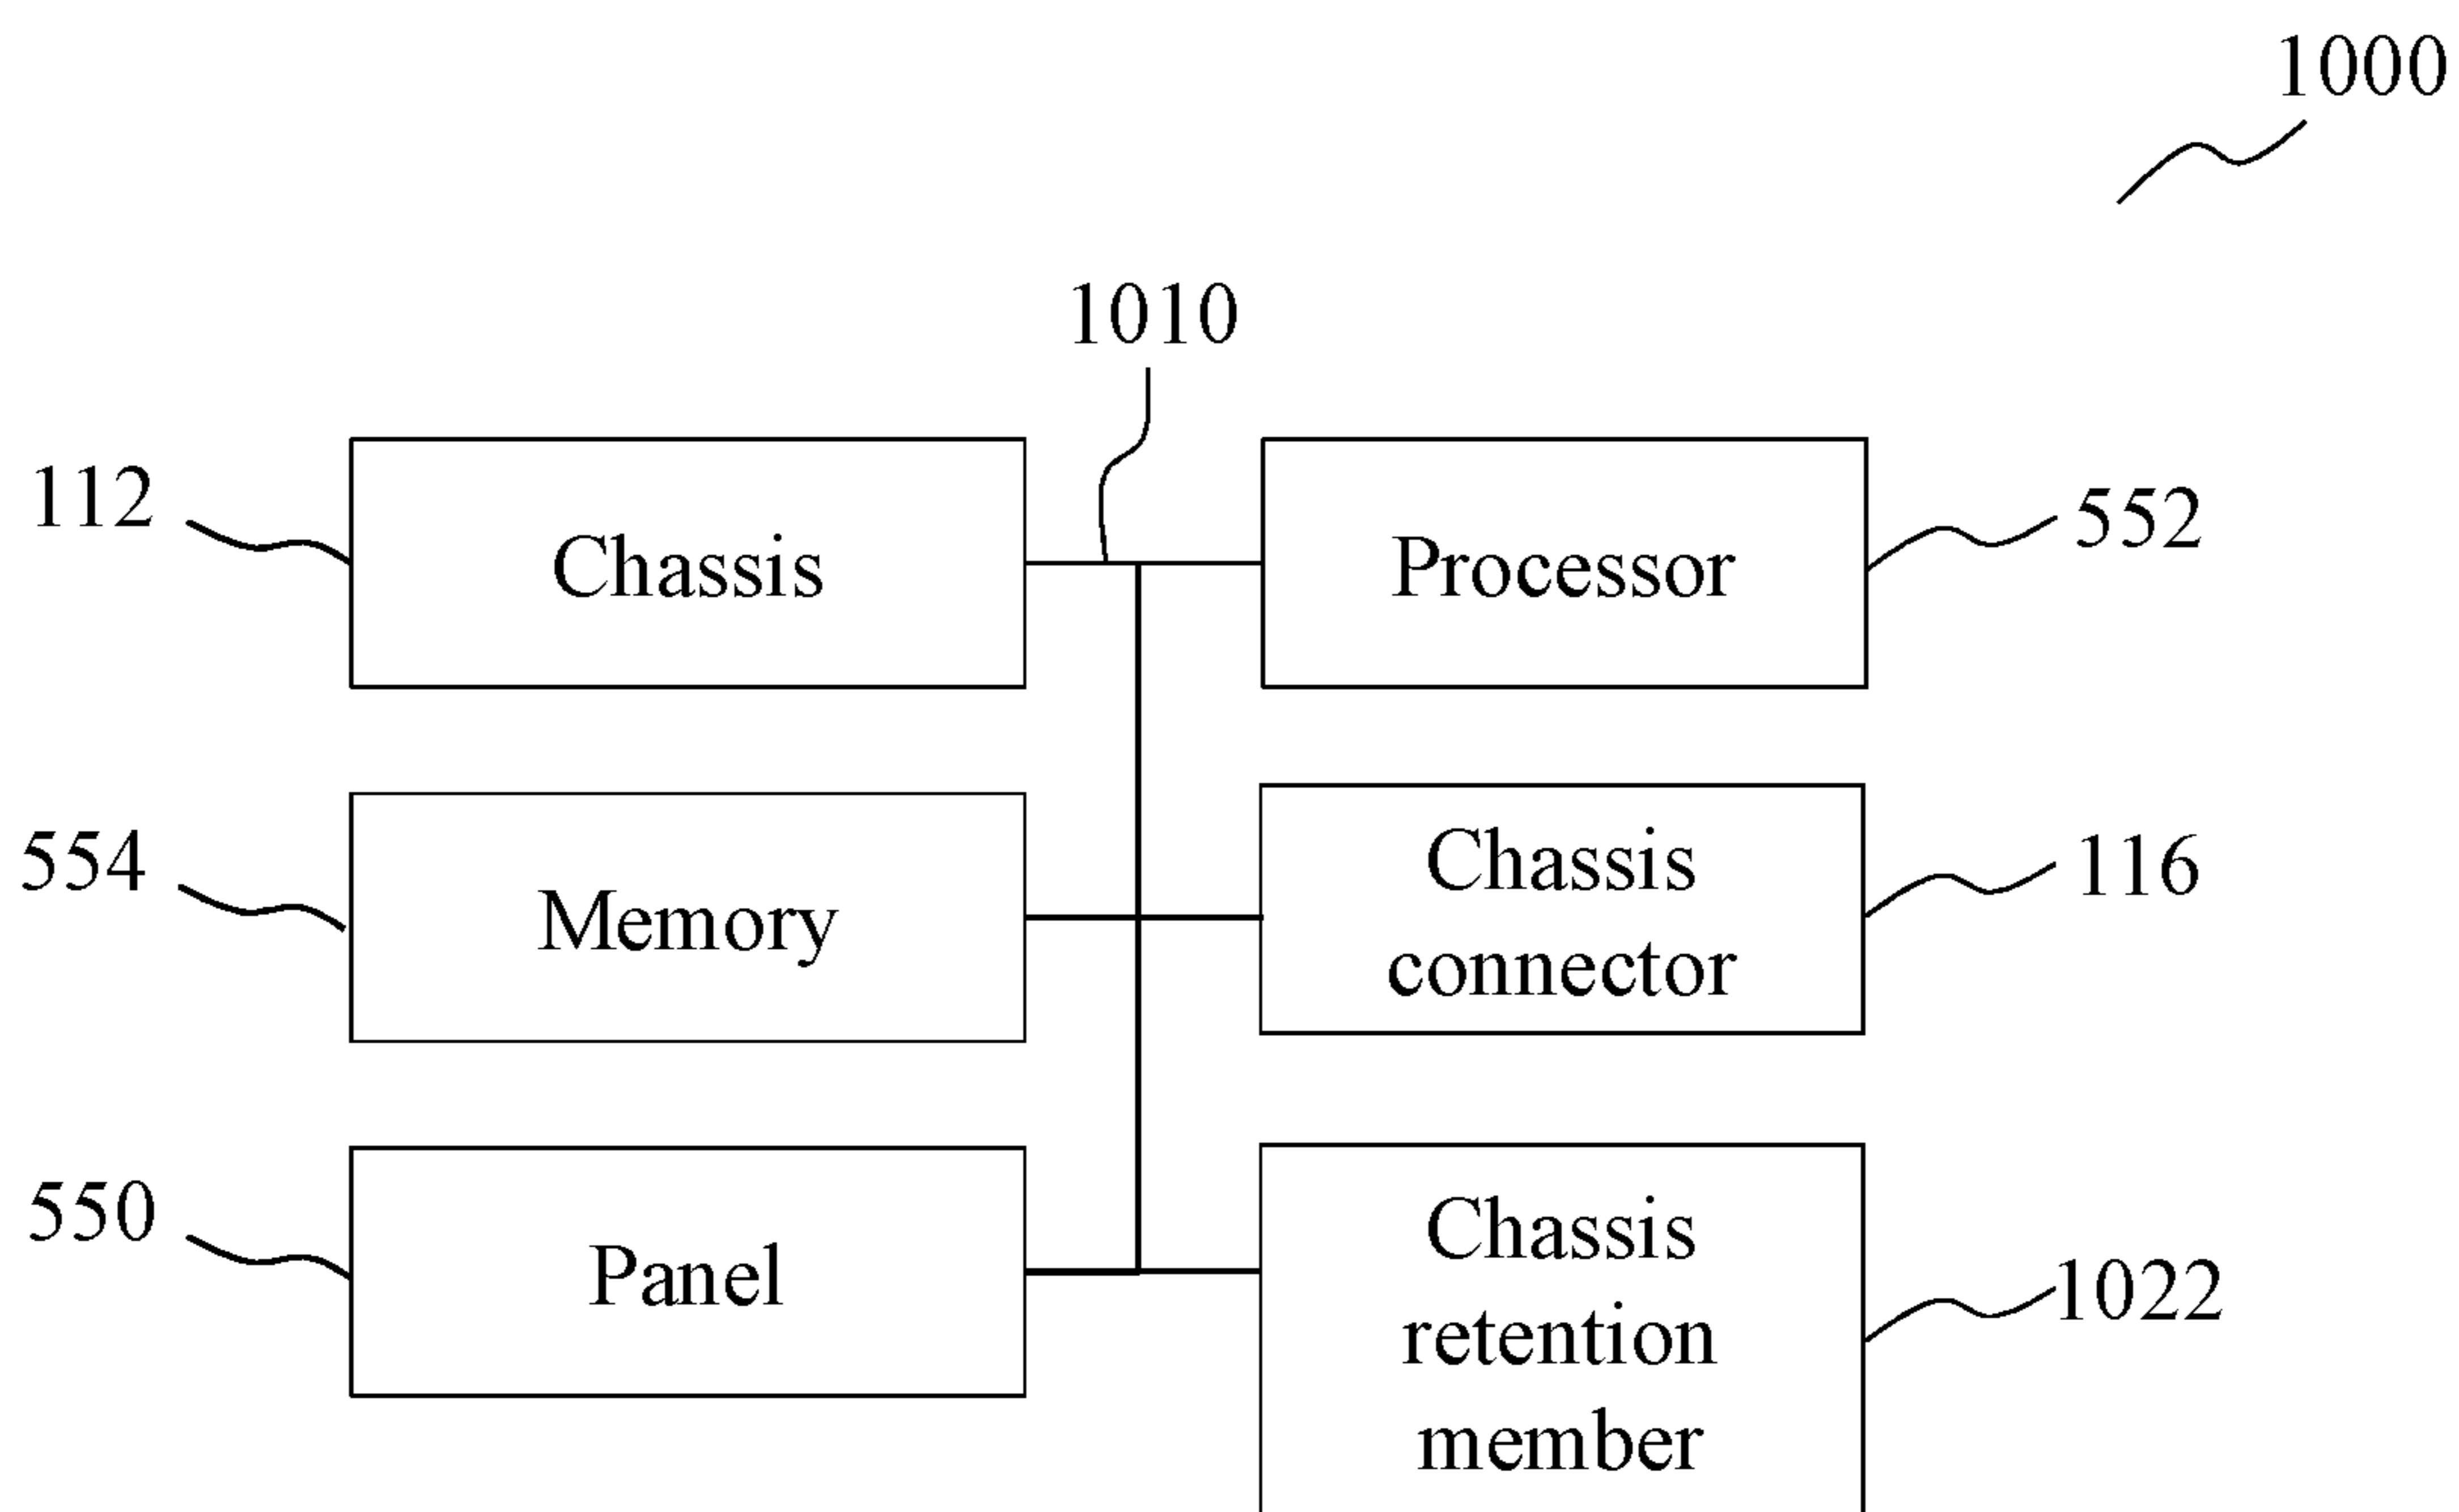 1000
1010
112
Chassis
Processor
552
554
Memory
Chassis
connector
116
550
Panel
Chassis
retention
member
1022